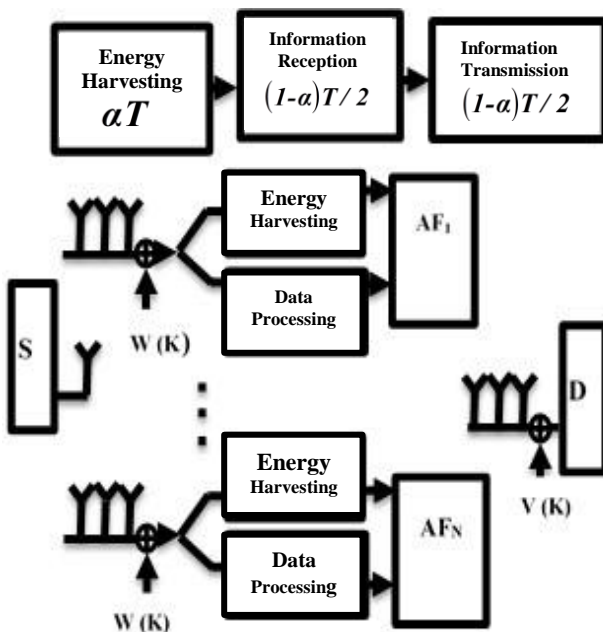 Energy
Harvesting
αT
Information
Reception
(1-α)T/2
Information
Transmission
(1-α)T/2
Energy
Harvesting
AF₁
Data
Processing
W (K)
S
D
V (K)
Energy
Harvesting
AF_N
Data
Processing
W (K)